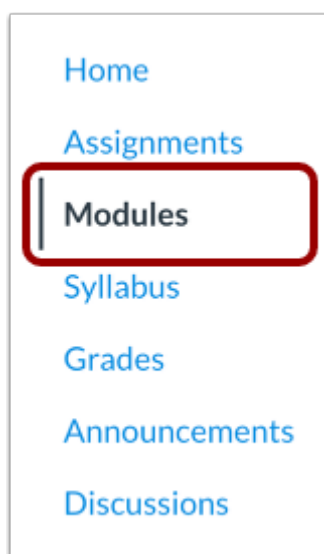 Home
Assignments
Modules
Syllabus
Grades
Announcements
Discussions